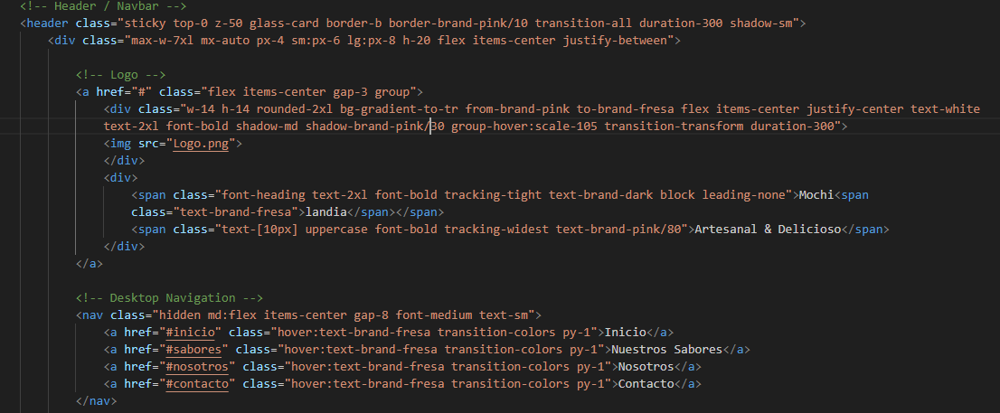 <!-- Header / Navbar -->
<header class="sticky top-0 z-50 glass-card border-b border-brand-pink/10 transition-all duration-300 shadow-sm">
<div class="max-w-7xl mx-auto px-4 sm:px-6 lg:px-8 h-20 flex items-center justify-between">
<!-- Logo -->
<a href="#" class="flex items-center gap-3 group">
<div class="w-14 h-14 rounded-2xl bg-gradient-to-tr from-brand-pink to-brand-fresa flex items-center justify-center text-white
text-2xl font-bold shadow-md shadow-brand-pink/30 group-hover:scale-105 transition-transform duration-300">
<img src="Logo.png">
</div>
<div>
<span class="font-heading text-2xl font-bold tracking-tight text-brand-dark block leading-none">Mochi<span
class="text-brand-fresa">landia</span></span>
<span class="text-[10px] uppercase font-bold tracking-widest text-brand-pink/80">Artesanal & Delicioso</span>
</div>
</a>
<!-- Desktop Navigation -->
<nav class="hidden md:flex items-center gap-8 font-medium text-sm">
<a href="#inicio" class="hover:text-brand-fresa transition-colors py-1">Inicio</a>
<a href="#sabores" class="hover:text-brand-fresa transition-colors py-1">Nuestros Sabores</a>
<a href="#nosotros" class="hover:text-brand-fresa transition-colors py-1">Nosotros</a>
<a href="#contacto" class="hover:text-brand-fresa transition-colors py-1">Contacto</a>
</nav>